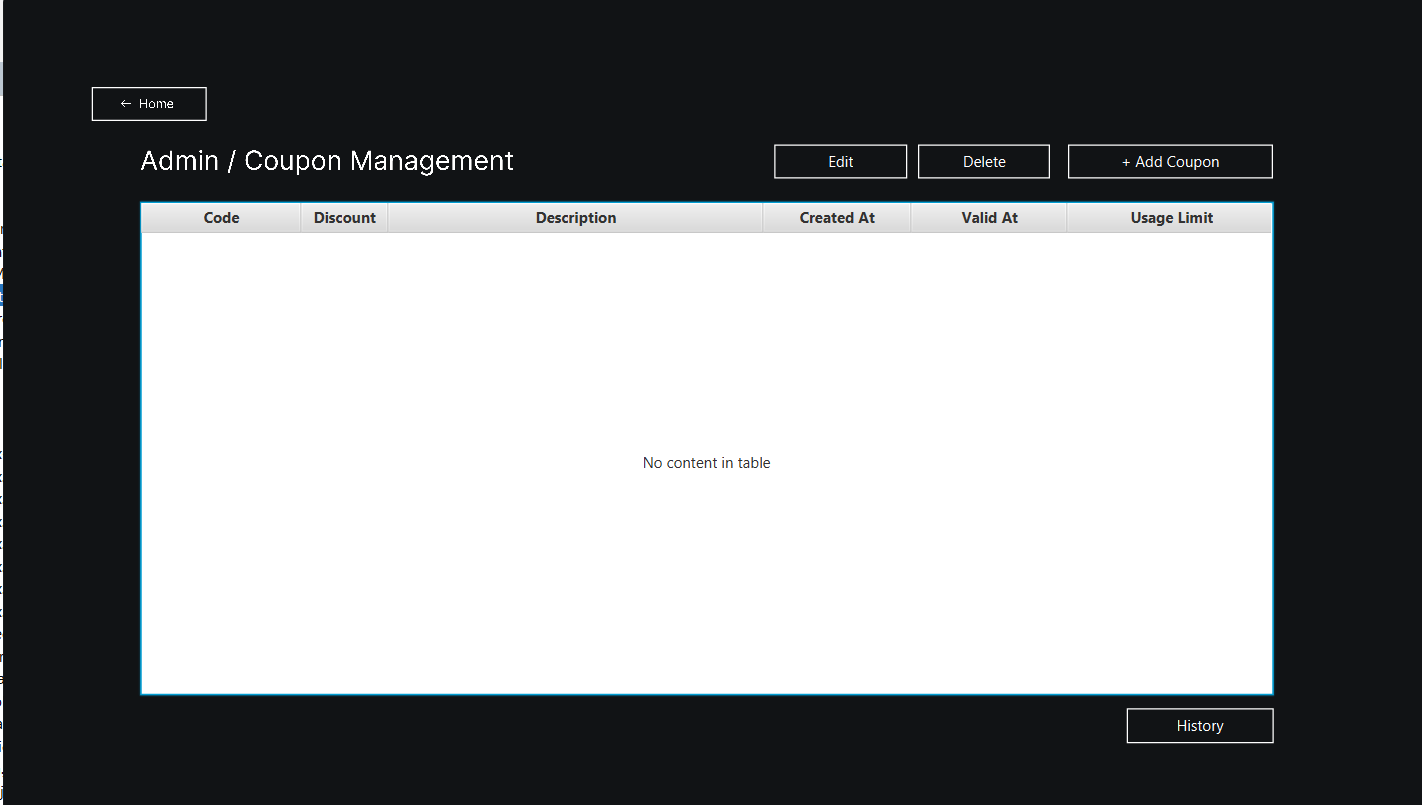 ← Home
Admin / Coupon Management
Edit
Delete
+ Add Coupon
Code Discount Description Created At Valid At Usage Limit
No content in table
History